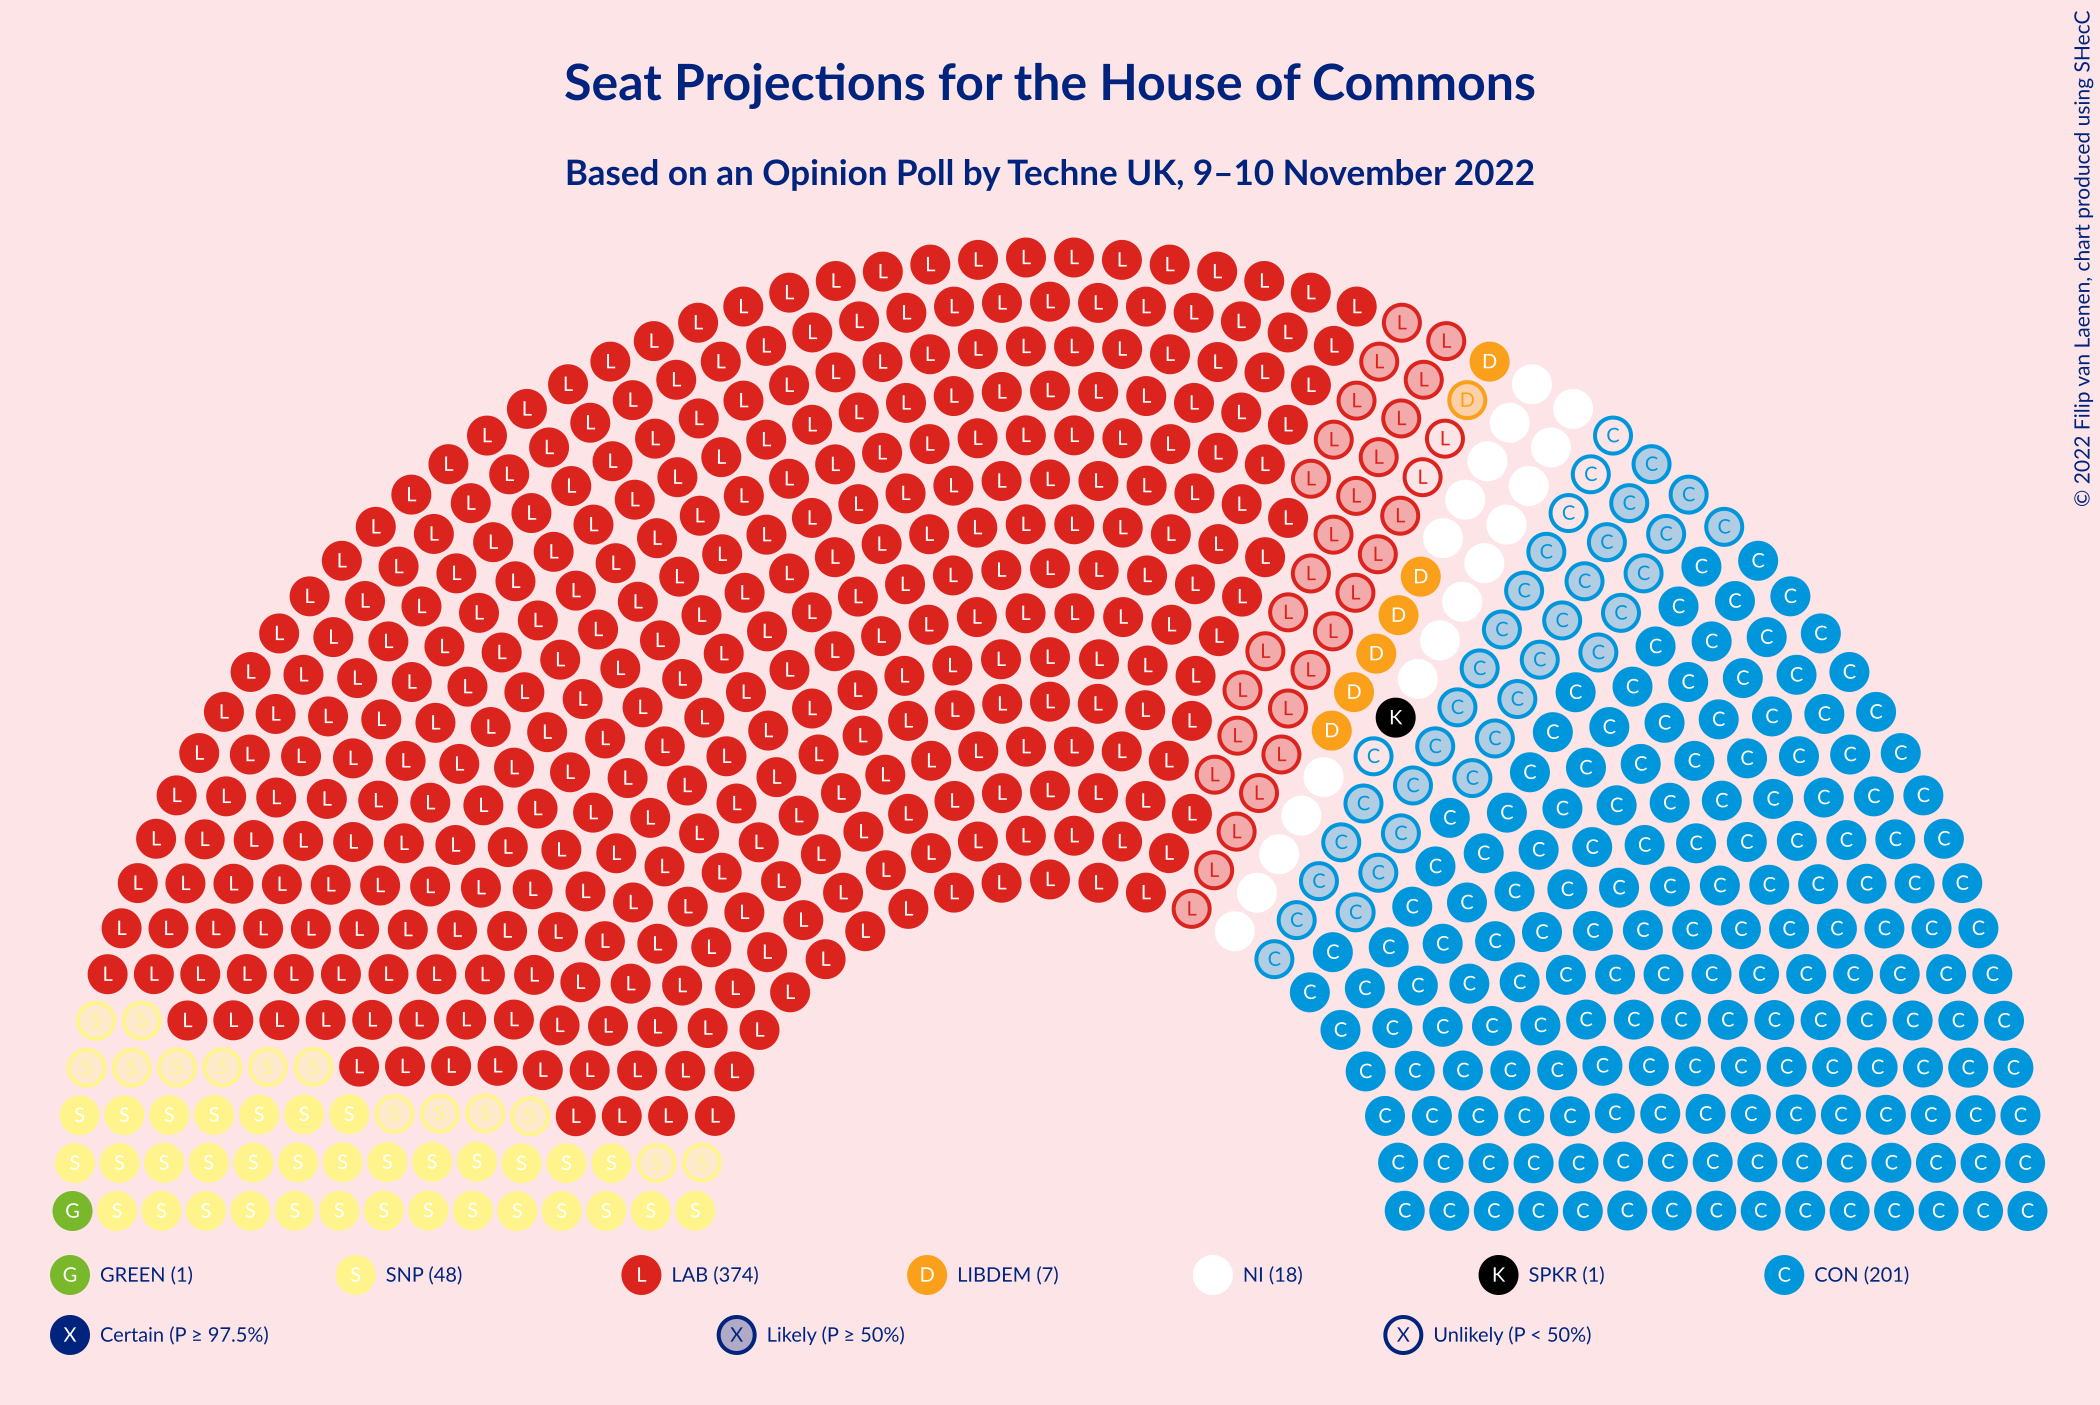 Seat Projections for the House of Commons
Based on an Opinion Poll by Techne UK, 9–10 November 2022
© 2022 Filip van Laenen, chart produced using SHecC
G GREEN (1)
S SNP (48)
L LAB (374)
D LIBDEM (7)
NI (18)
K SPKR (1)
C CON (201)
X Certain (P ≥ 97.5%)
X Likely (P ≥ 50%)
X Unlikely (P < 50%)